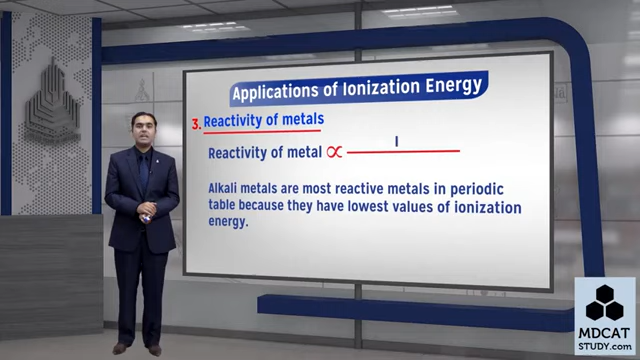 Applications of Ionization Energy
3. Reactivity of metals
Reactivity of metal ∝ 1
Alkali metals are most reactive metals in periodic
table because they have lowest values of ionization
energy.
MDCAT
STUDY.com